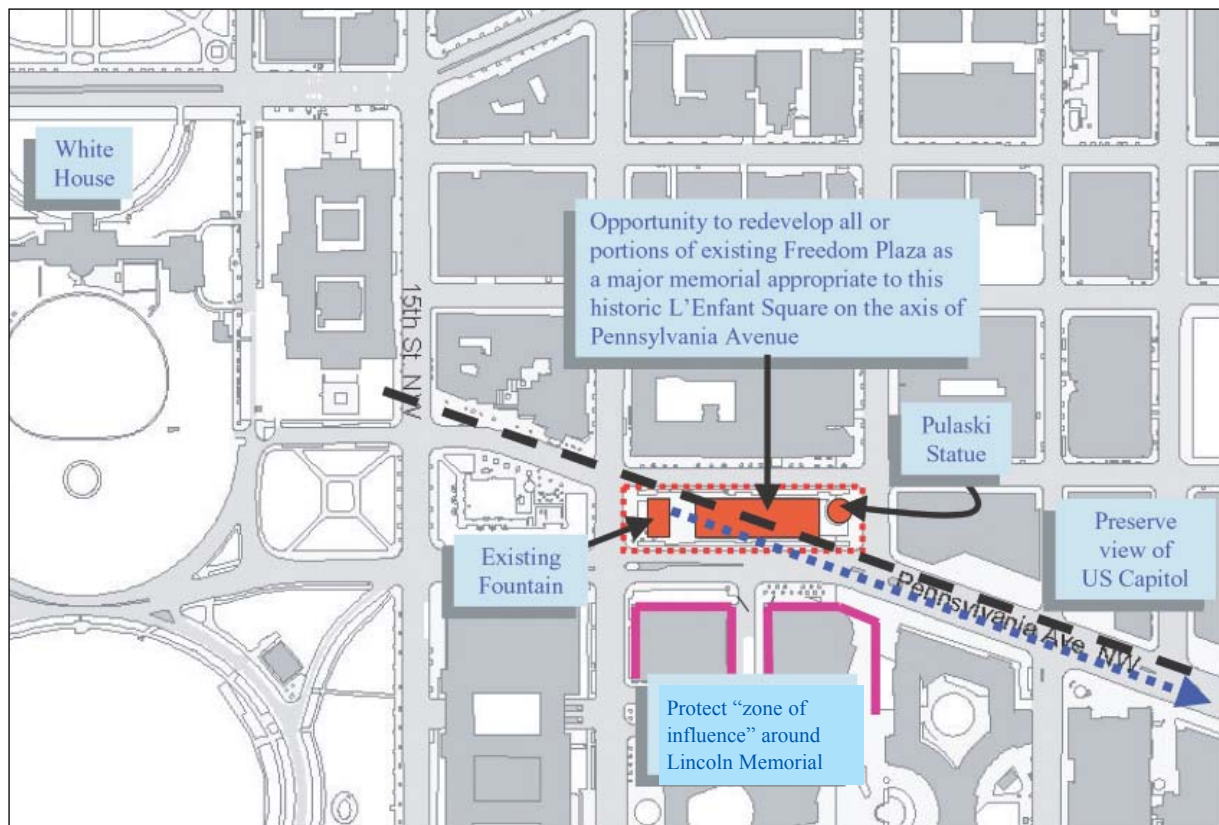 White
House
Opportunity to redevelop all or
portions of existing Freedom Plaza as
a major memorial appropriate to this
historic L'Enfant Square on the axis of
Pennsylvania Avenue
15th St. NW
Pulaski
Statue
Existing
Fountain
Preserve
view of
US Capitol
Pennsylvania Ave. NW
Protect “zone of
influence” around
Lincoln Memorial